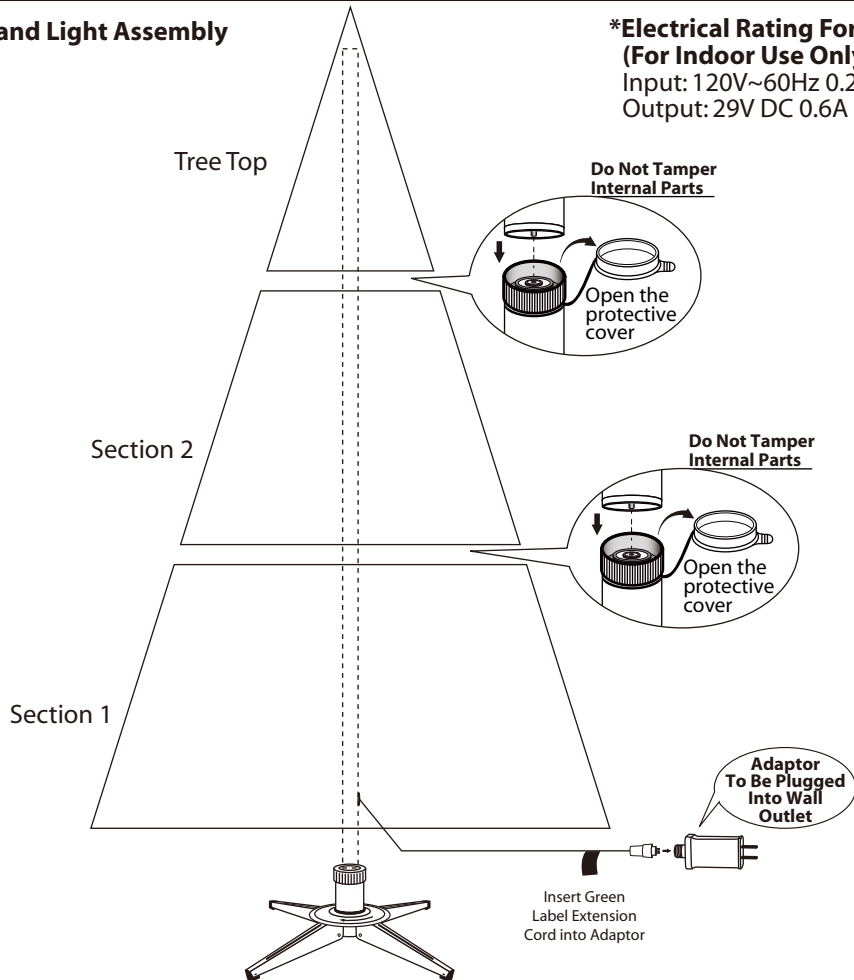 and Light Assembly
*Electrical Rating For
(For Indoor Use Only
Input: 120V~60Hz 0.2
Output: 29V DC 0.6A
Tree Top
Do Not Tamper
Internal Parts
Open the
protective
cover
Section 2
Do Not Tamper
Internal Parts
Open the
protective
cover
Section 1
Adaptor
To Be Plugged
Into Wall
Outlet
Insert Green
Label Extension
Cord into Adaptor